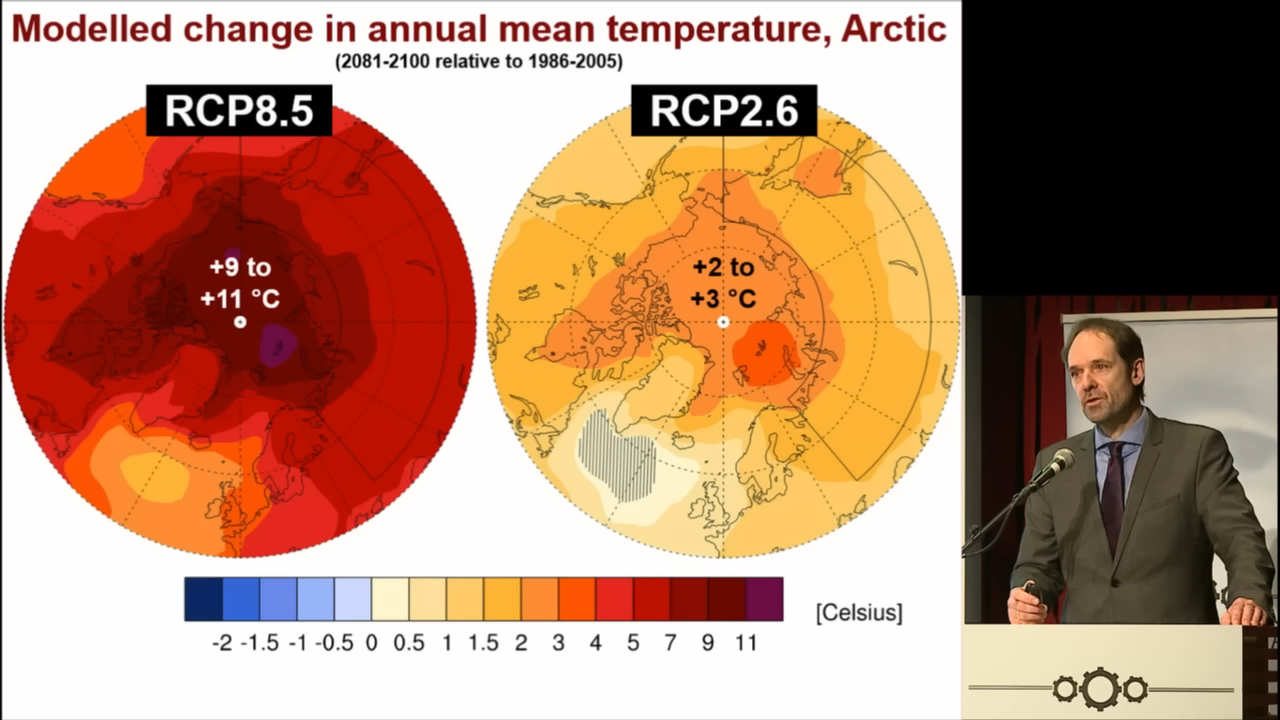 Modelled change in annual mean temperature, Arctic
(2081-2100 relative to 1986-2005)
RCP8.5
RCP2.6
+9 to
+11 °C
+2 to
+3 °C
-2 -1.5 -1 -0.5 0 0.5 1 1.5 2 3 4 5 7 9 11
[Celsius]